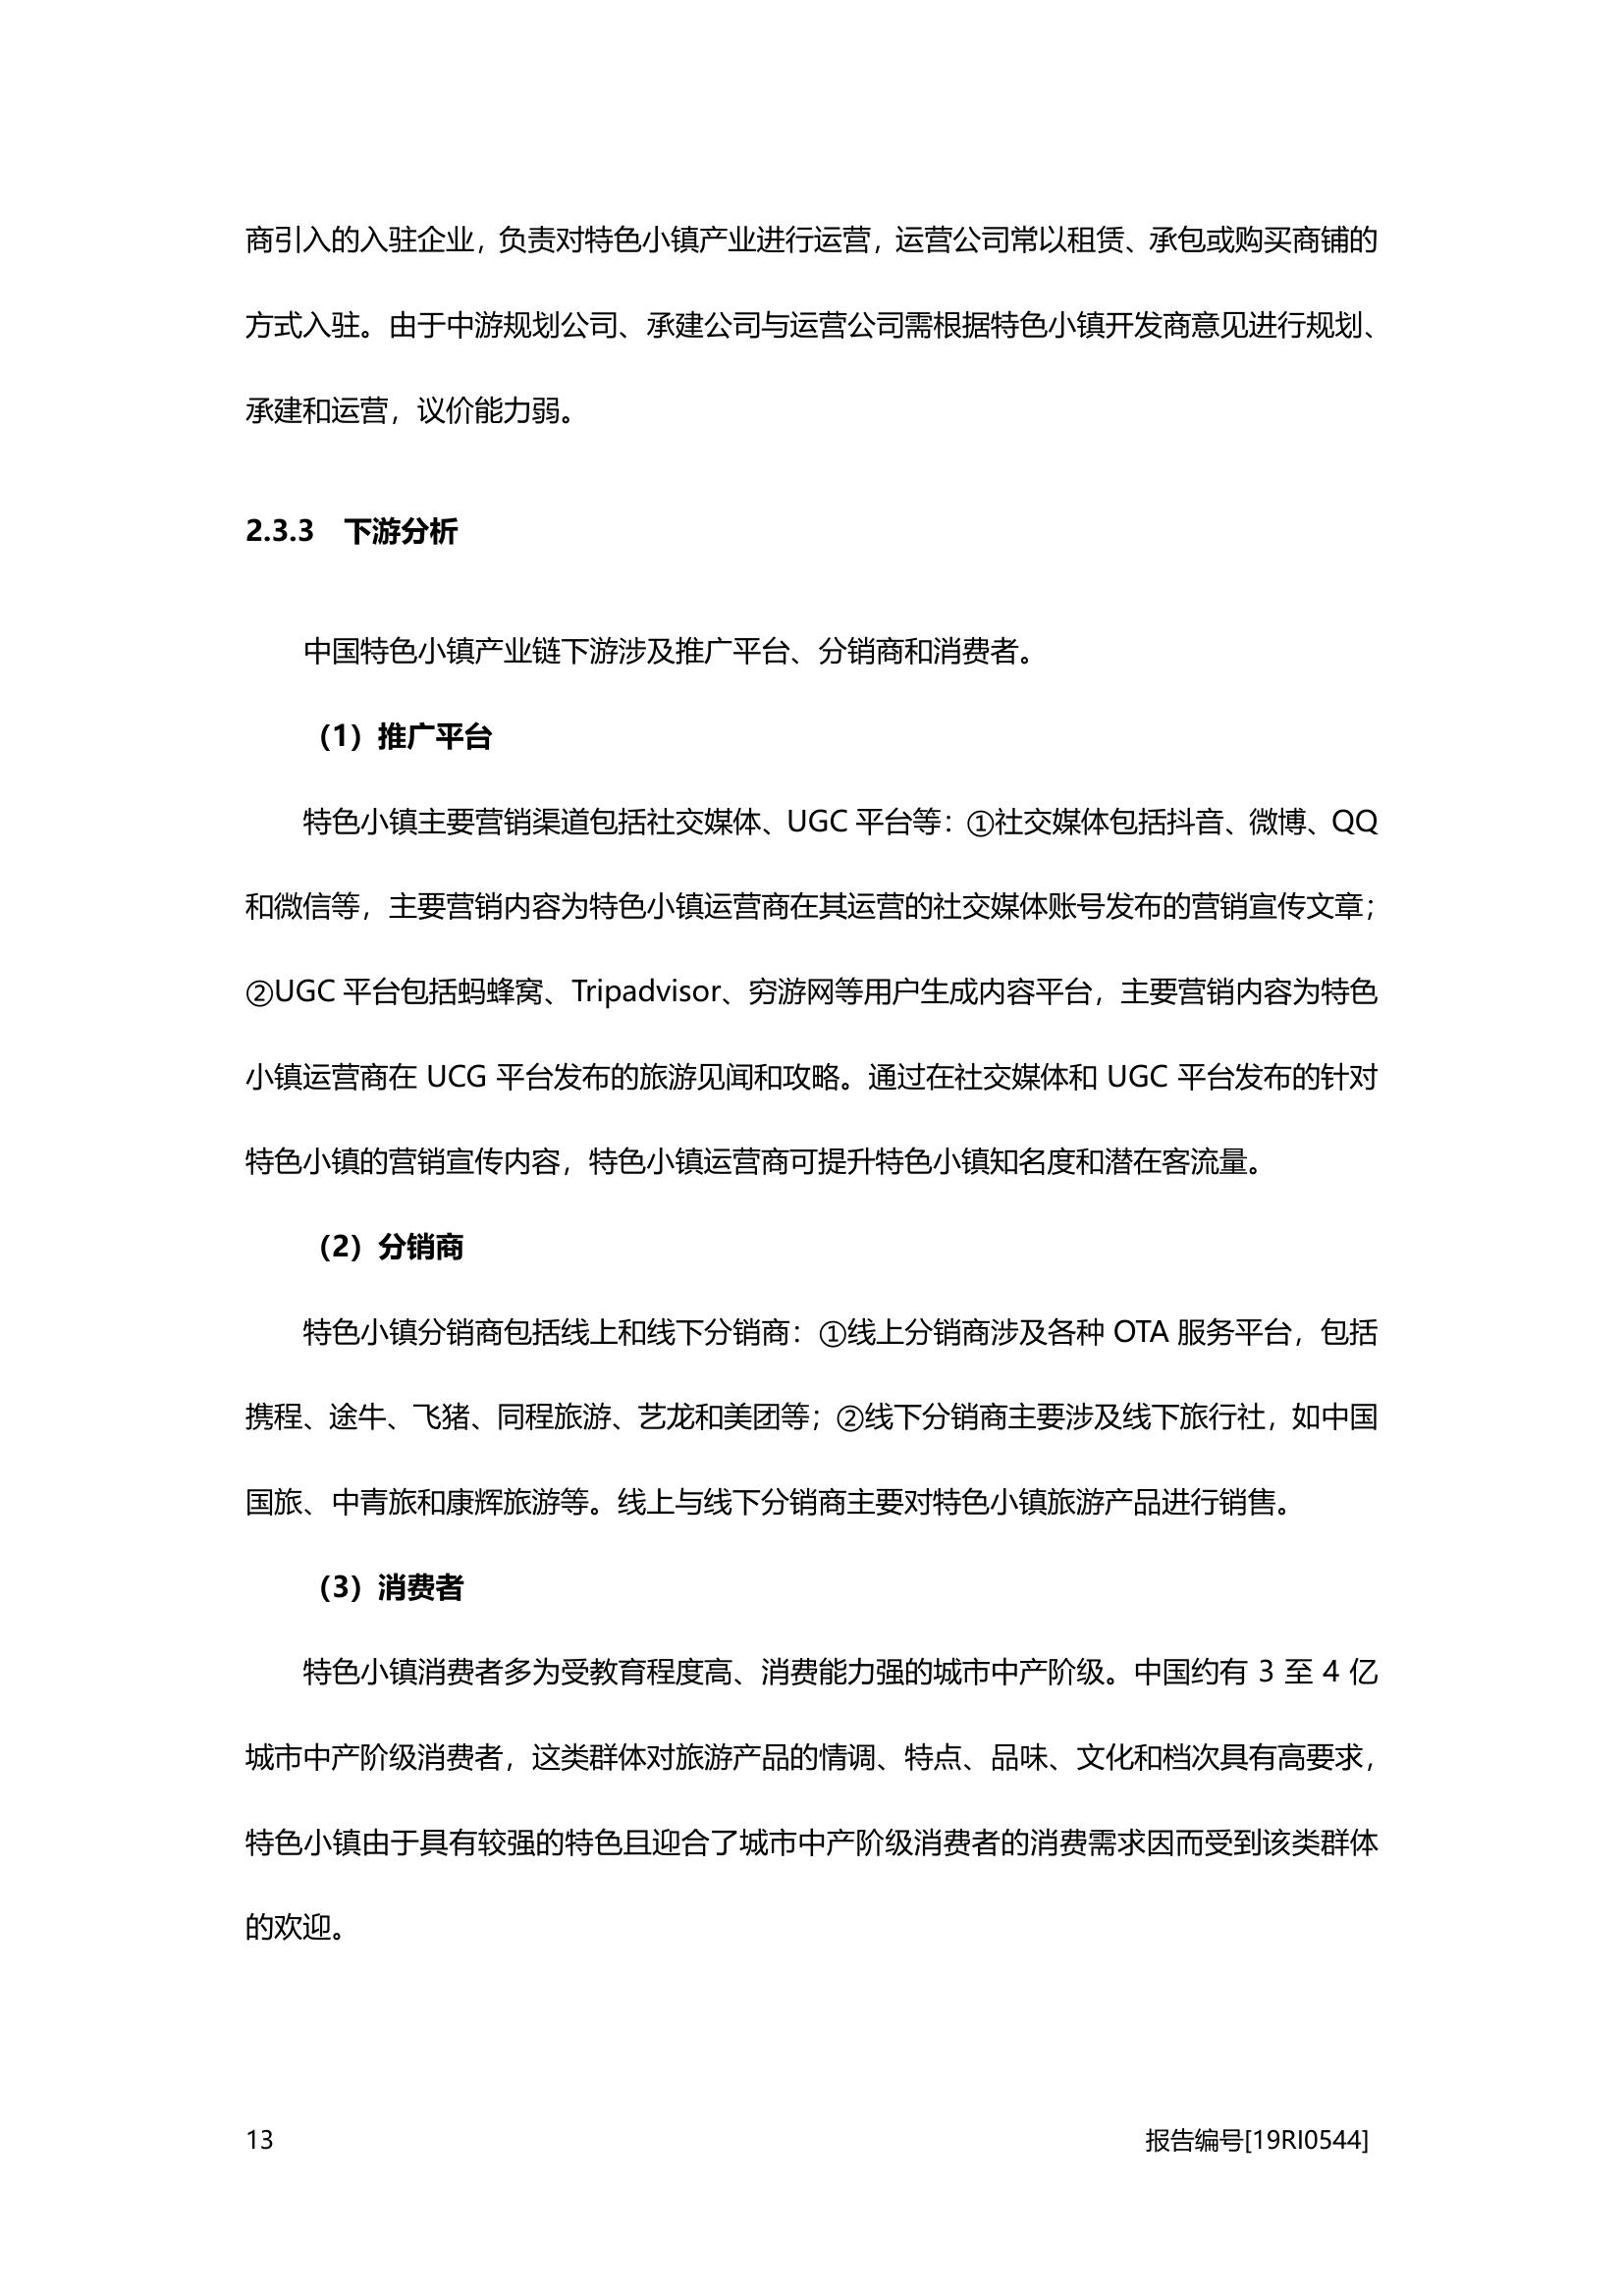 商引入的入驻企业，负责对特色小镇产业进行运营，运营公司常以租赁、承包或购买商铺的
方式入驻。由于中游规划公司、承建公司与运营公司需根据特色小镇开发商意见进行规划、
承建和运营，议价能力弱。
2.3.3 下游分析
中国特色小镇产业链下游涉及推广平台、分销商和消费者。
（1）推广平台
特色小镇主要营销渠道包括社交媒体、UGC 平台等：①社交媒体包括抖音、微博、QQ
和微信等，主要营销内容为特色小镇运营商在其运营的社交媒体账号发布的营销宣传文章；
②UGC 平台包括蚂蜂窝、Tripadvisor、穷游网等用户生成内容平台，主要营销内容为特色
小镇运营商在 UCG 平台发布的旅游见闻和攻略。通过在社交媒体和 UGC 平台发布的针对
特色小镇的营销宣传内容，特色小镇运营商可提升特色小镇知名度和潜在客流量。
（2）分销商
特色小镇分销商包括线上和线下分销商：①线上分销商涉及各种 OTA 服务平台，包括
携程、途牛、飞猪、同程旅游、艺龙和美团等；②线下分销商主要涉及线下旅行社，如中国
国旅、中青旅和康辉旅游等。线上与线下分销商主要对特色小镇旅游产品进行销售。
（3）消费者
特色小镇消费者多为受教育程度高、消费能力强的城市中产阶级。中国约有 3 至 4 亿
城市中产阶级消费者，这类群体对旅游产品的情调、特点、品味、文化和档次具有高要求，
特色小镇由于具有较强的特色且迎合了城市中产阶级消费者的消费需求因而受到该类群体
的欢迎。
13 报告编号[19RI0544]